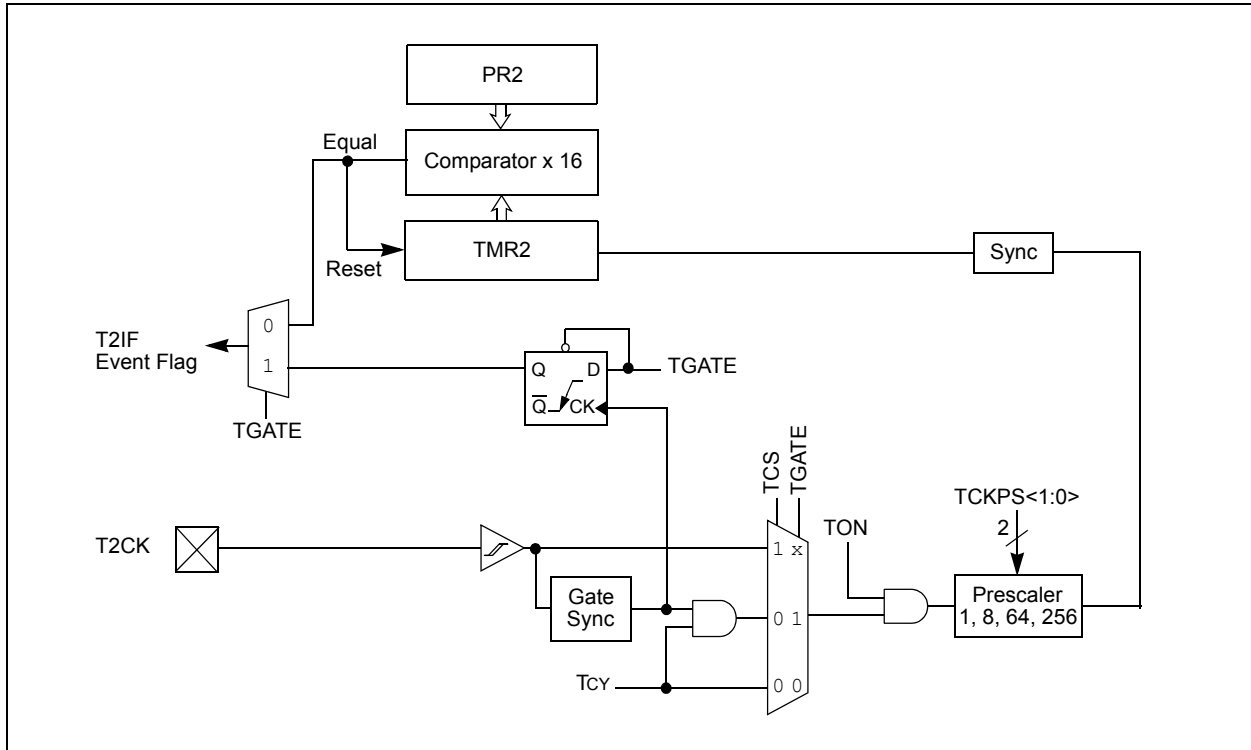 PR2
Equal
Comparator x 16
TMR2
Reset
Sync
T2IF
Event Flag
0
1
TGATE
Q
D
Q̅
CK
TGATE
TCS
TGATE
TCKPS<1:0>
2
TON
T2CK
1 x
Gate
Sync
0 1
Prescaler
1, 8, 64, 256
TCY
0 0